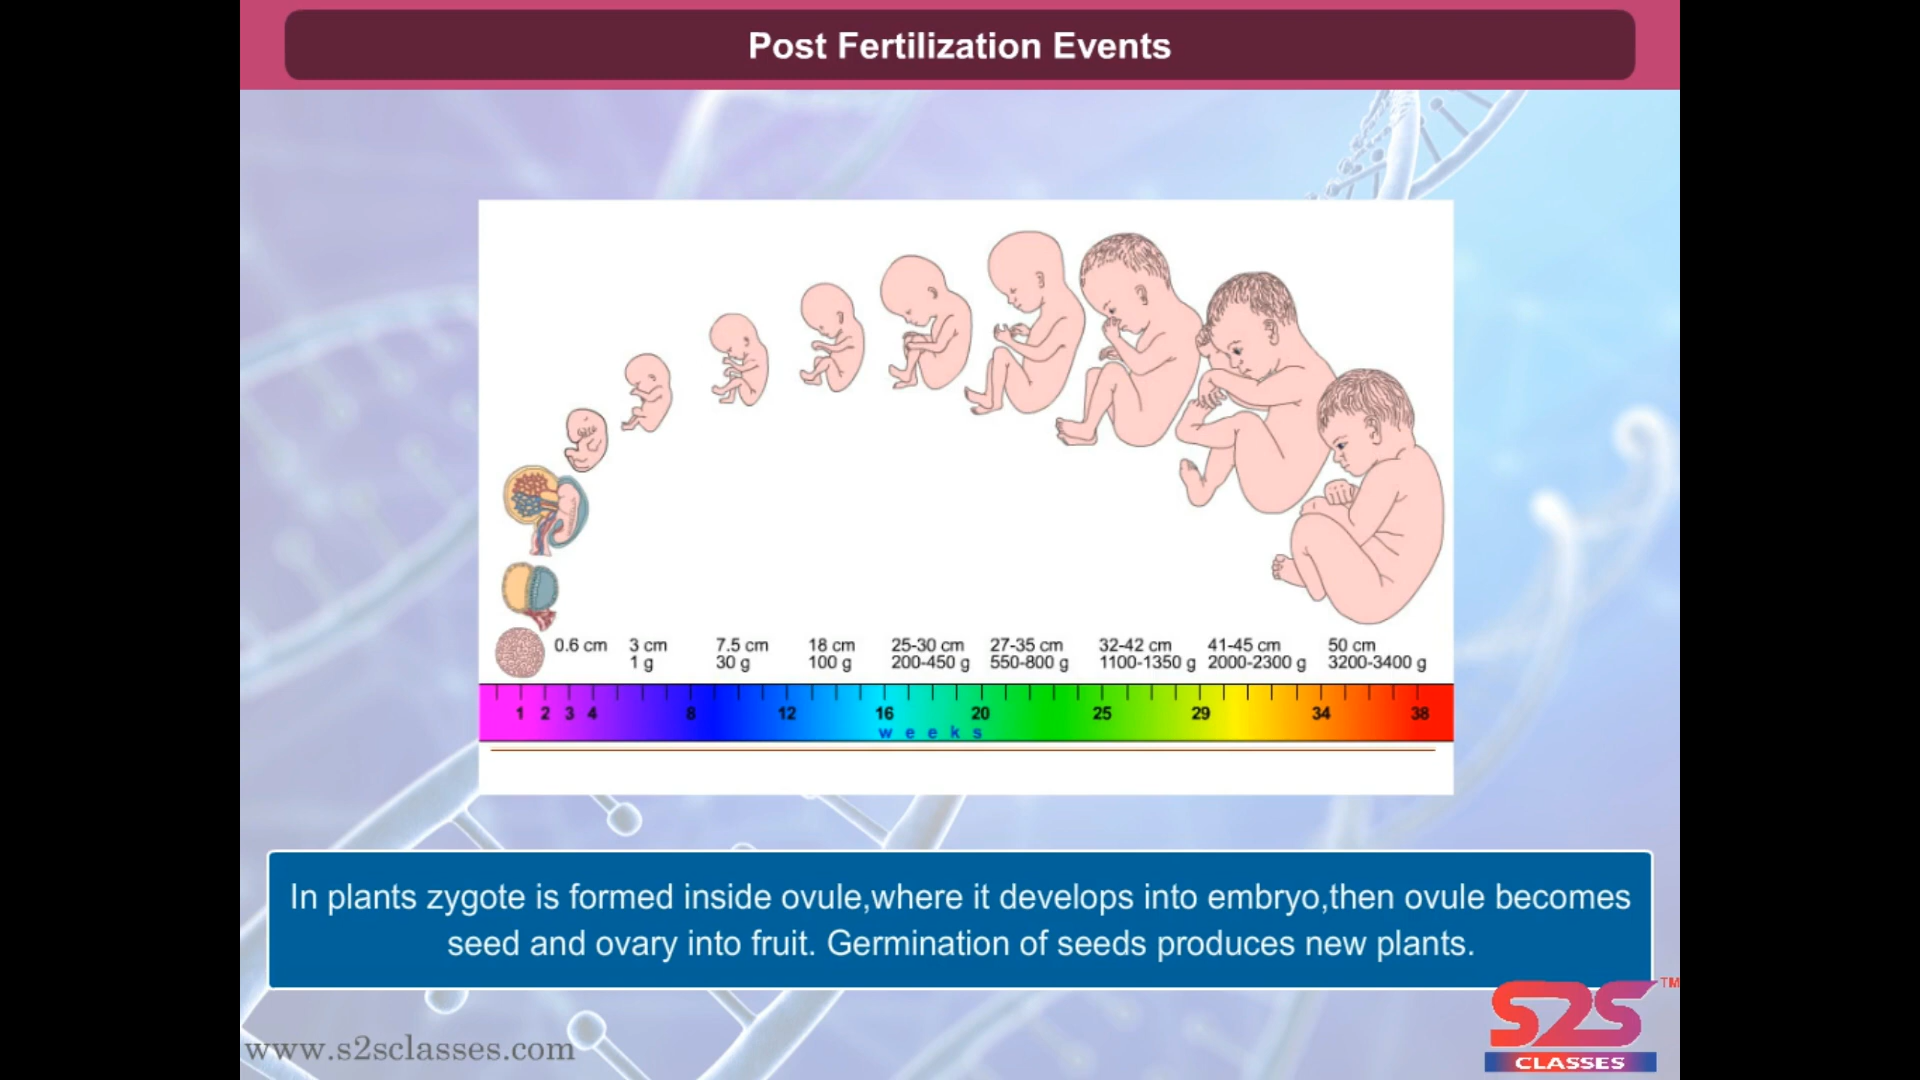 Post Fertilization Events
0.6 cm 3 cm 7.5 cm 18 cm 25-30 cm 27-35 cm 32-42 cm 41-45 cm 50 cm
1 g 30 g 100 g 200-450 g 550-800 g 1100-1350 g 2000-2300 g 3200-3400 g
1 2 3 4 8 12 16 20 25 29 34 38
weeks
In plants zygote is formed inside ovule,where it develops into embryo,then ovule becomes
seed and ovary into fruit. Germination of seeds produces new plants.
S2S TM
CLASSES
www.s2sclasses.com